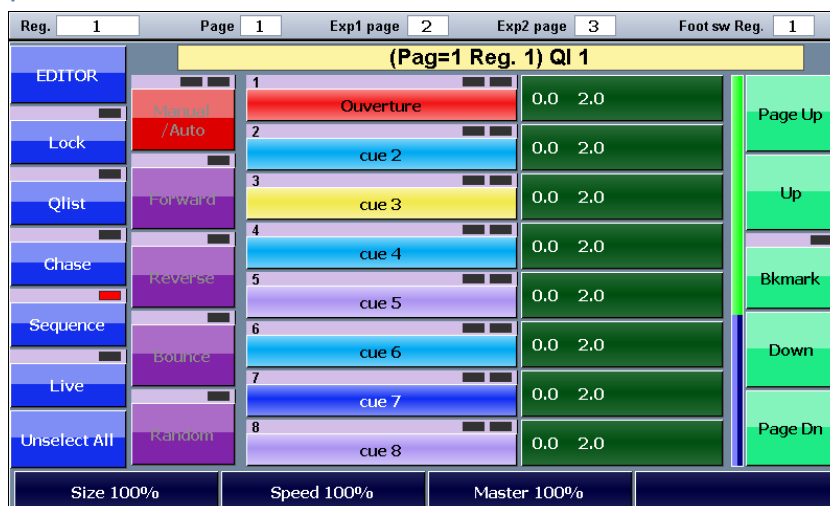 Reg. 1 Page 1 Exp1 page 2 Exp2 page 3 Foot sw Reg. 1
(Pag=1 Reg. 1) Ql 1
EDITOR
Lock
Qlist
Chase
Sequence
Live
Unselect All
Manual
/Auto
Forward
Reverse
Bounce
Random
1
Ouverture 0.0 2.0
2
cue 2 0.0 2.0
3
cue 3 0.0 2.0
4
cue 4 0.0 2.0
5
cue 5 0.0 2.0
6
cue 6 0.0 2.0
7
cue 7 0.0 2.0
8
cue 8 0.0 2.0
Page Up
Up
Bkmark
Down
Page Dn
Size 100% Speed 100% Master 100%